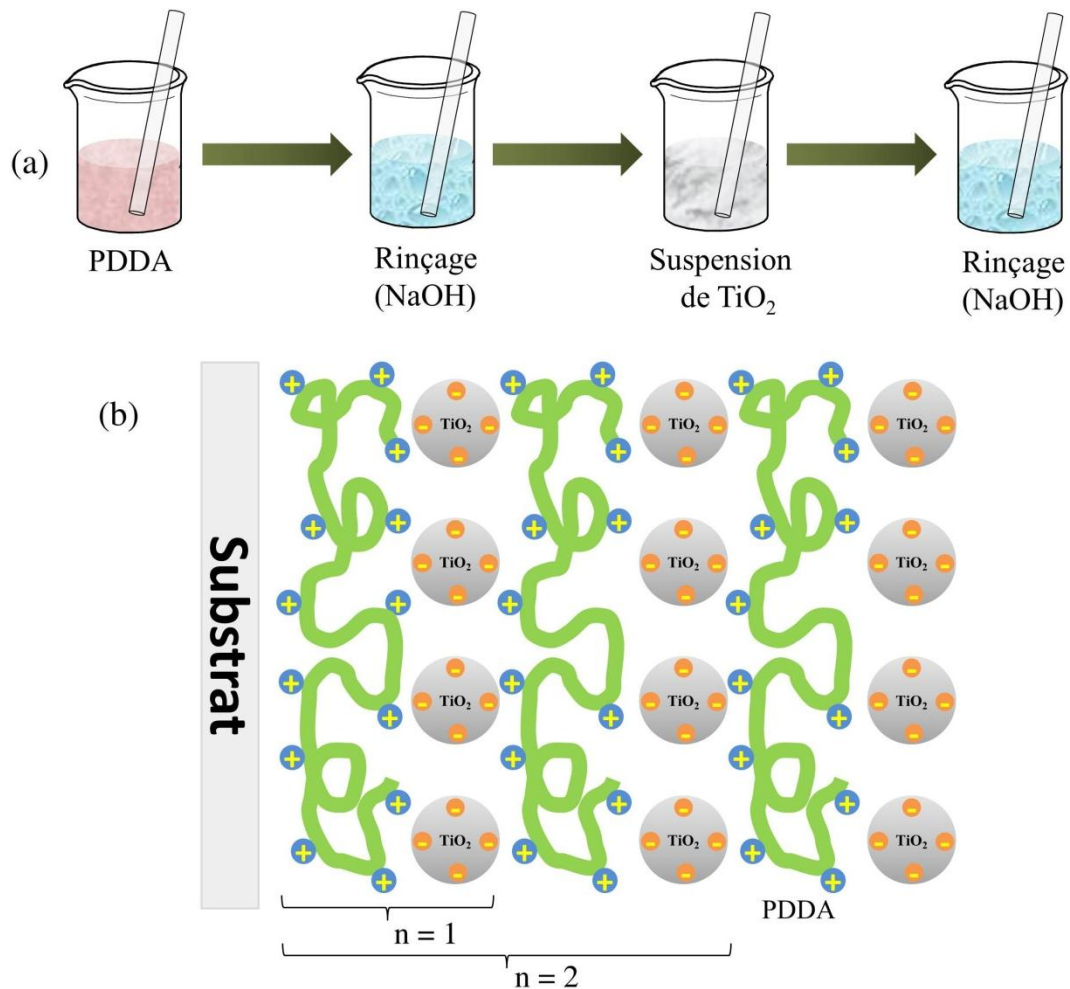 (a)
PDDA
Rinçage
(NaOH)
Suspension
de TiO₂
Rinçage
(NaOH)
(b)
Substrat
+ + - + + - + + -
- TiO₂ - - TiO₂ - - TiO₂ -
+ - + - + -
+ + - + + - + + -
- TiO₂ - - TiO₂ - - TiO₂ -
+ + - + + - + + -
+ - + - + -
- TiO₂ - - TiO₂ - - TiO₂ -
+ - + - + -
+ + +
+ - + - + -
- TiO₂ - - TiO₂ - - TiO₂ -
+ + - + + - + + -
PDDA
n = 1
n = 2